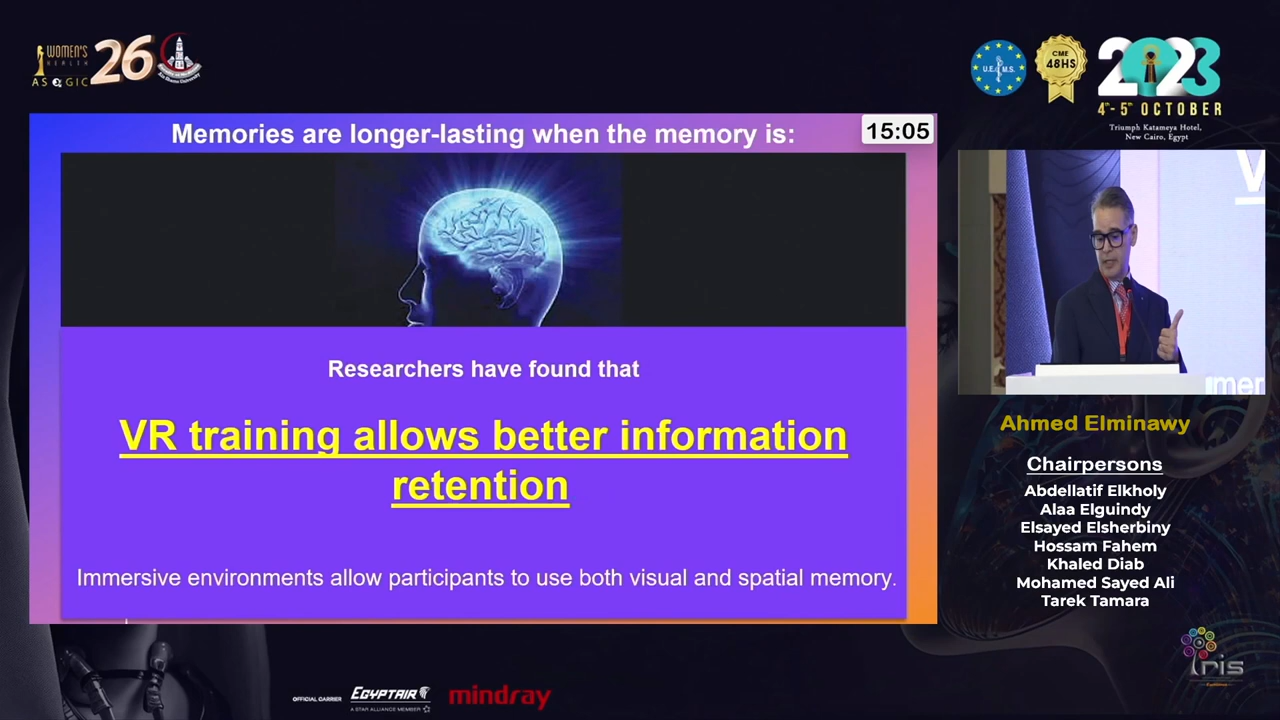 WOMEN'S
HEALTH
ASOGIC
26
U.E.M.S.
CME
48HS
2023
4th - 5th OCTOBER
Triumph Katameya Hotel,
New Cairo, Egypt
Memories are longer-lasting when the memory is:
15:05
Researchers have found that
VR training allows better information
retention
Immersive environments allow participants to use both visual and spatial memory.
V
mer
Ahmed Elminawy
Chairpersons
Abdellatif Elkholy
Alaa Elguindy
Elsayed Elsherbiny
Hossam Fahem
Khaled Diab
Mohamed Sayed Ali
Tarek Tamara
iris
OFFICIAL CARRIER
EGYPTAIR
A STAR ALLIANCE MEMBER
mindray